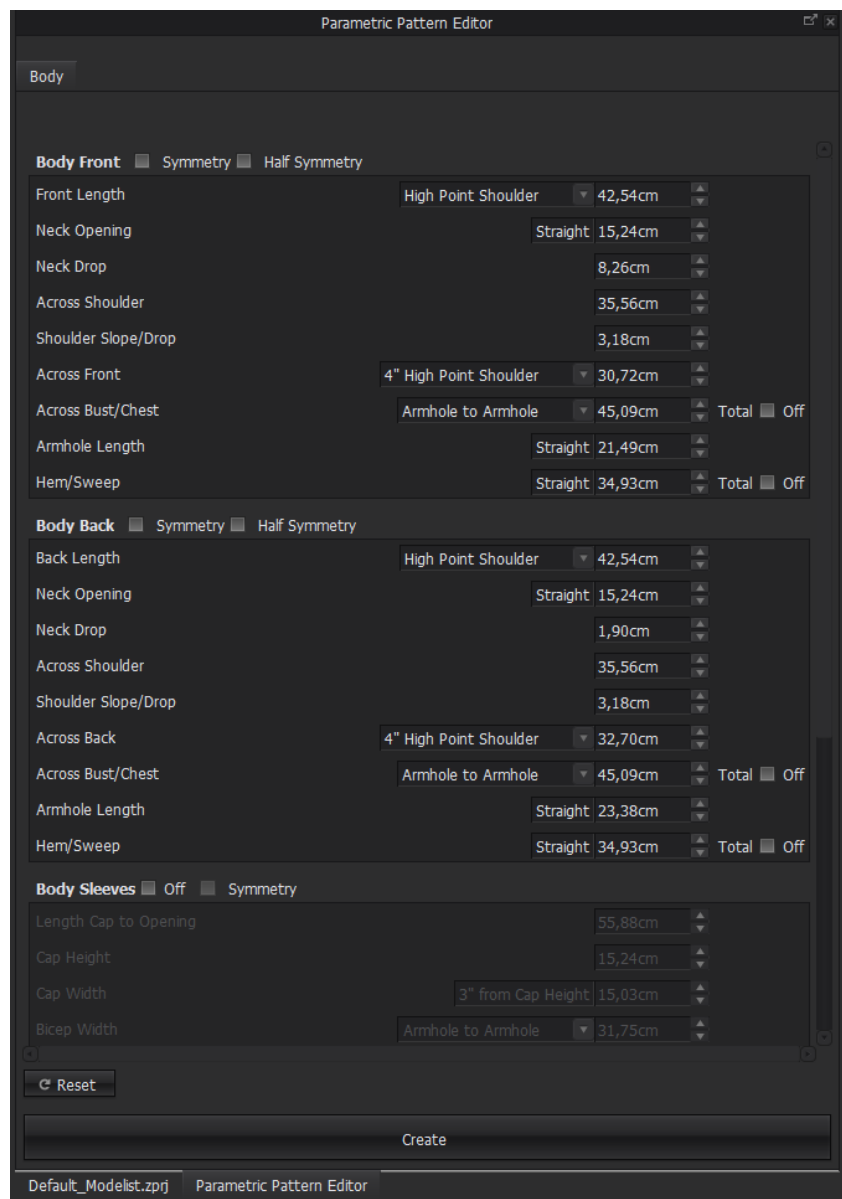 Parametric Pattern Editor
Body
Body Front Symmetry Half Symmetry
Front Length High Point Shoulder 42,54cm
Neck Opening Straight 15,24cm
Neck Drop 8,26cm
Across Shoulder 35,56cm
Shoulder Slope/Drop 3,18cm
Across Front 4" High Point Shoulder 30,72cm
Across Bust/Chest Armhole to Armhole 45,09cm Total Off
Armhole Length Straight 21,49cm
Hem/Sweep Straight 34,93cm Total Off
Body Back Symmetry Half Symmetry
Back Length High Point Shoulder 42,54cm
Neck Opening Straight 15,24cm
Neck Drop 1,90cm
Across Shoulder 35,56cm
Shoulder Slope/Drop 3,18cm
Across Back 4" High Point Shoulder 32,70cm
Across Bust/Chest Armhole to Armhole 45,09cm Total Off
Armhole Length Straight 23,38cm
Hem/Sweep Straight 34,93cm Total Off
Body Sleeves Off Symmetry
Length Cap to Opening 55,88cm
Cap Height 15,24cm
Cap Width 3" from Cap Height 15,03cm
Bicep Width Armhole to Armhole 31,75cm
Reset
Create
Default_Modelist.zprj Parametric Pattern Editor